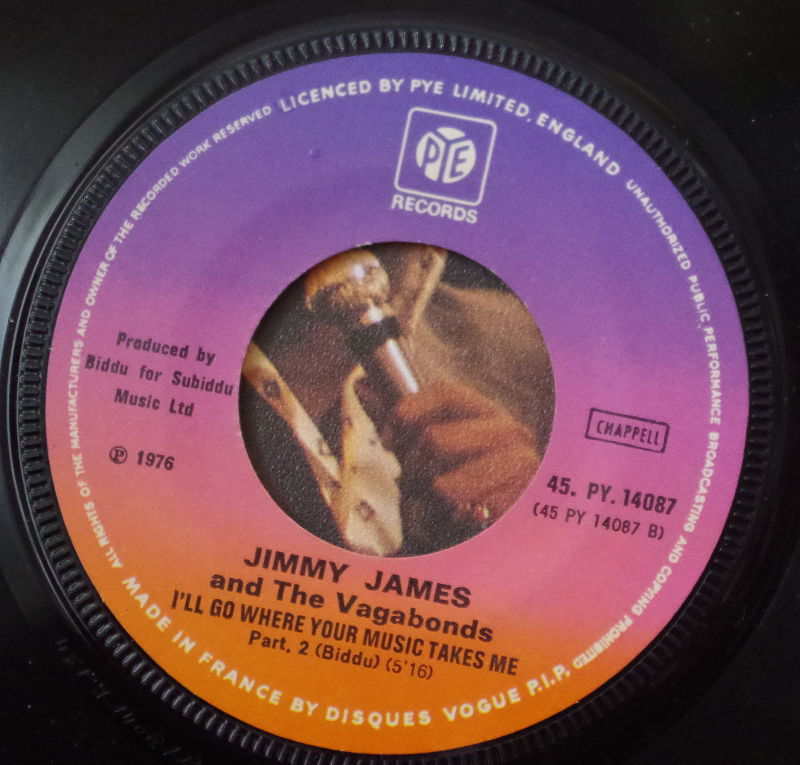 ALL RIGHTS OF THE MANUFACTURERS AND OWNER OF THE RECORDED WORK RESERVED
LICENCED BY PYE LIMITED, ENGLAND
UNAUTHORIZED PUBLIC PERFORMANCE BROADCASTING AND COPYING PROHIBITED
PYE
RECORDS
Produced by
Biddu for Subiddu
Music Ltd
℗ 1976
CHAPPELL
45. PY. 14087
(45 PY 14087 B)
JIMMY JAMES
and The Vagabonds
I'LL GO WHERE YOUR MUSIC TAKES ME
Part. 2 (Biddu) (5'16)
MADE IN FRANCE BY DISQUES VOGUE P.I.P.